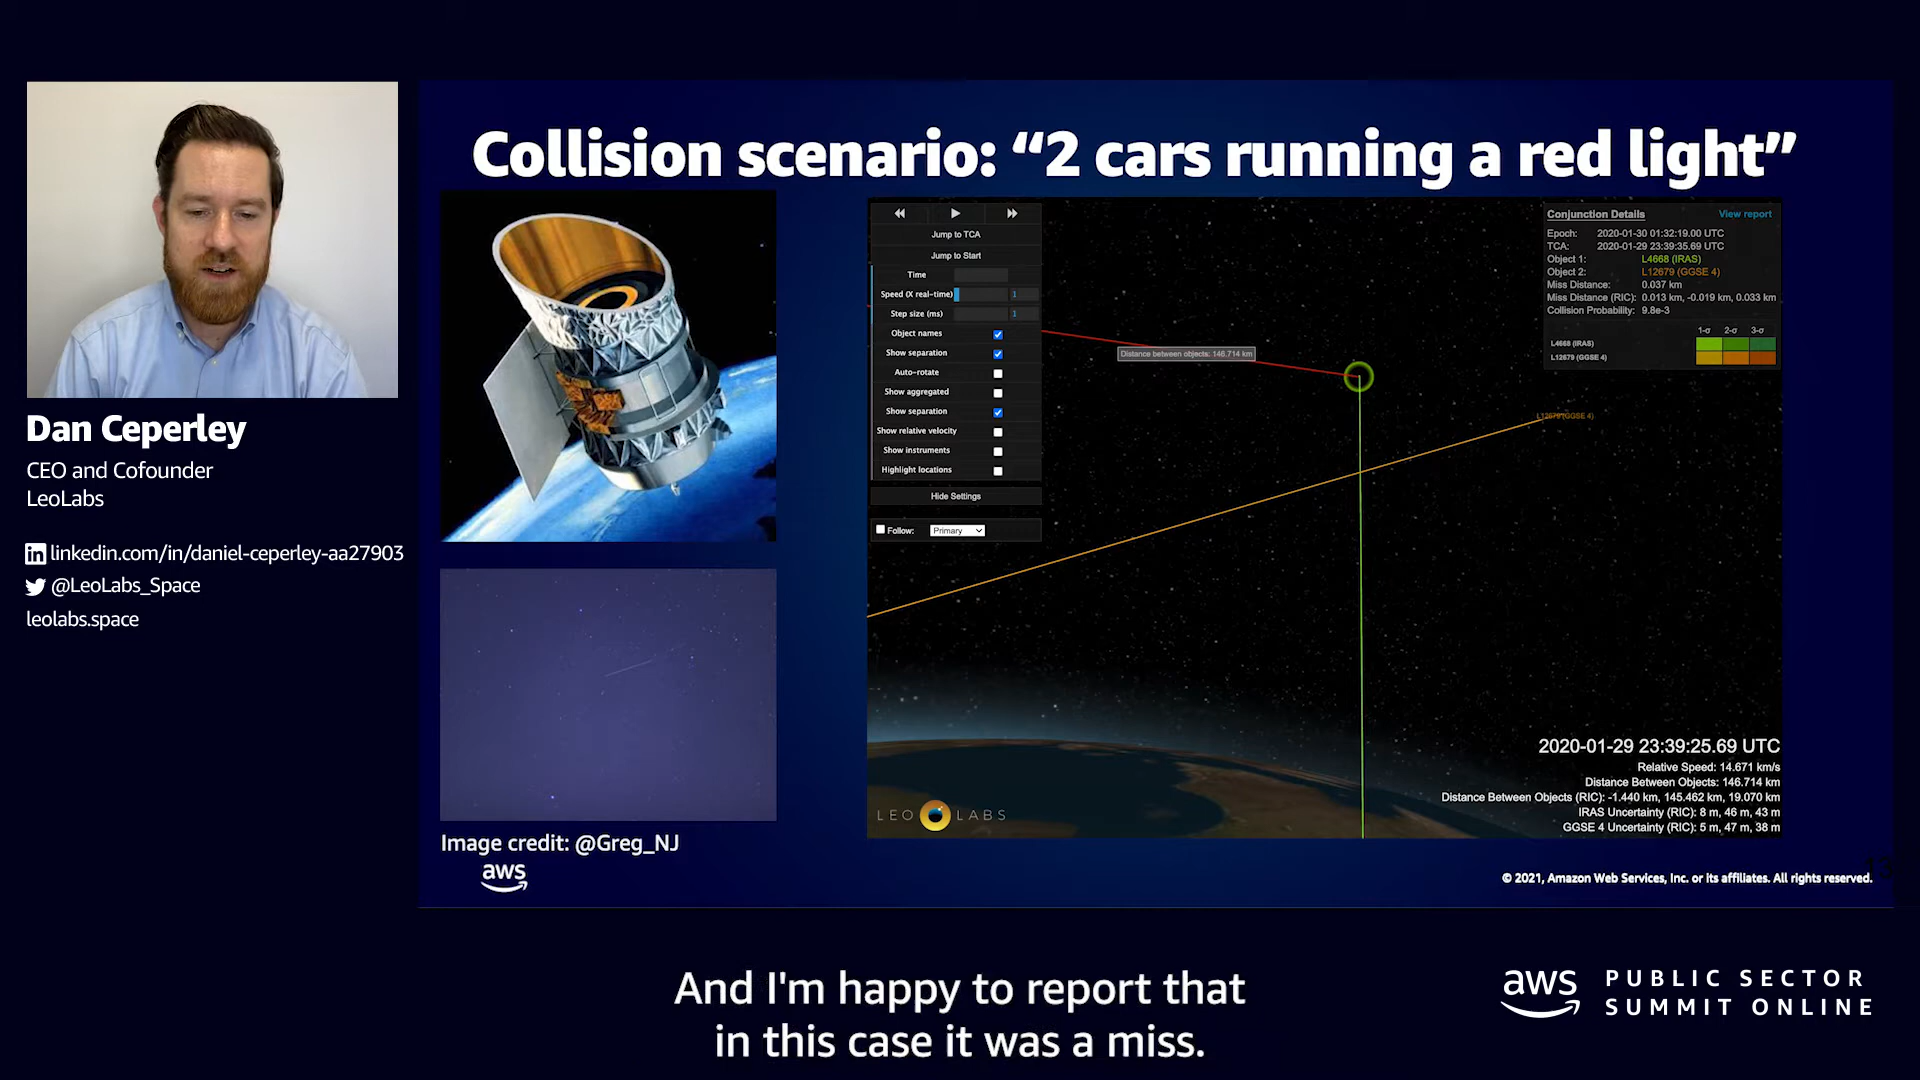 Collision scenario: “2 cars running a red light”
Dan Ceperley
CEO and Cofounder
LeoLabs
in linkedin.com/in/daniel-ceperley-aa27903
@LeoLabs_Space
leolabs.space
Image credit: @Greg_NJ
aws
Jump to TCA
Jump to Start
Time
Speed (X real-time) 1
Step size (ms) 1
Object names
Show separation
Auto-rotate
Show aggregated
Show separation
Show relative velocity
Show instruments
Highlight locations
Hide Settings
Follow: Primary
Distance between objects: 146.714 km
L12679 (GGSE 4)
Conjunction Details View report
Epoch: 2020-01-30 01:32:19.00 UTC
TCA: 2020-01-29 23:39:35.69 UTC
Object 1: L4668 (IRAS)
Object 2: L12679 (GGSE 4)
Miss Distance: 0.037 km
Miss Distance (RIC): 0.013 km, -0.019 km, 0.033 km
Collision Probability: 9.8e-3
1-σ 2-σ 3-σ
L4668 (IRAS)
L12679 (GGSE 4)
2020-01-29 23:39:25.69 UTC
Relative Speed: 14.671 km/s
Distance Between Objects: 146.714 km
Distance Between Objects (RIC): -1.440 km, 145.462 km, 19.070 km
IRAS Uncertainty (RIC): 8 m, 46 m, 43 m
GGSE 4 Uncertainty (RIC): 5 m, 47 m, 38 m
LEO LABS
© 2021, Amazon Web Services, Inc. or its affiliates. All rights reserved.
13
And I'm happy to report that
in this case it was a miss.
aws PUBLIC SECTOR
SUMMIT ONLINE